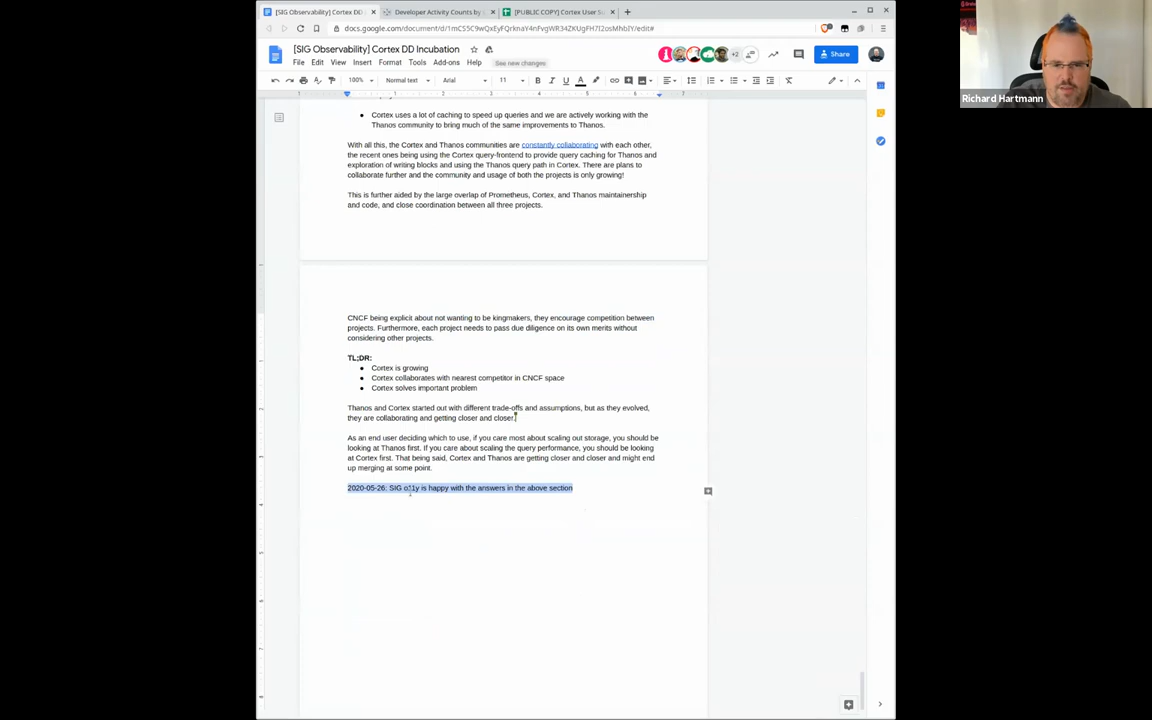 [SIG Observability] Cortex DD
Developer Activity Counts by
[PUBLIC COPY] Cortex User S
docs.google.com/document/d/1mCS5C9wQxEyFQrknaY4nFvgWR34ZKUgFH7I2osMhbIY/edit#
[SIG Observability] Cortex DD Incubation
File Edit View Insert Format Tools Add-ons Help
See new changes
+2
Share
100% Normal text Arial 11
Richard Hartmann
Cortex uses a lot of caching to speed up queries and we are actively working with the
Thanos community to bring much of the same improvements to Thanos.
With all this, the Cortex and Thanos communities are constantly collaborating with each other,
the recent ones being using the Cortex query-frontend to provide query caching for Thanos and
exploration of writing blocks and using the Thanos query path in Cortex. There are plans to
collaborate further and the community and usage of both the projects is only growing!
This is further aided by the large overlap of Prometheus, Cortex, and Thanos maintainership
and code, and close coordination between all three projects.
CNCF being explicit about not wanting to be kingmakers, they encourage competition between
projects. Furthermore, each project needs to pass due diligence on its own merits without
considering other projects.
TL;DR:
Cortex is growing
Cortex collaborates with nearest competitor in CNCF space
Cortex solves important problem
Thanos and Cortex started out with different trade-offs and assumptions, but as they evolved,
they are collaborating and getting closer and closer.
As an end user deciding which to use, if you care most about scaling out storage, you should be
looking at Thanos first. If you care about scaling the query performance, you should be looking
at Cortex first. That being said, Cortex and Thanos are getting closer and closer and might end
up merging at some point.
2020-05-26: SIG o11y is happy with the answers in the above section